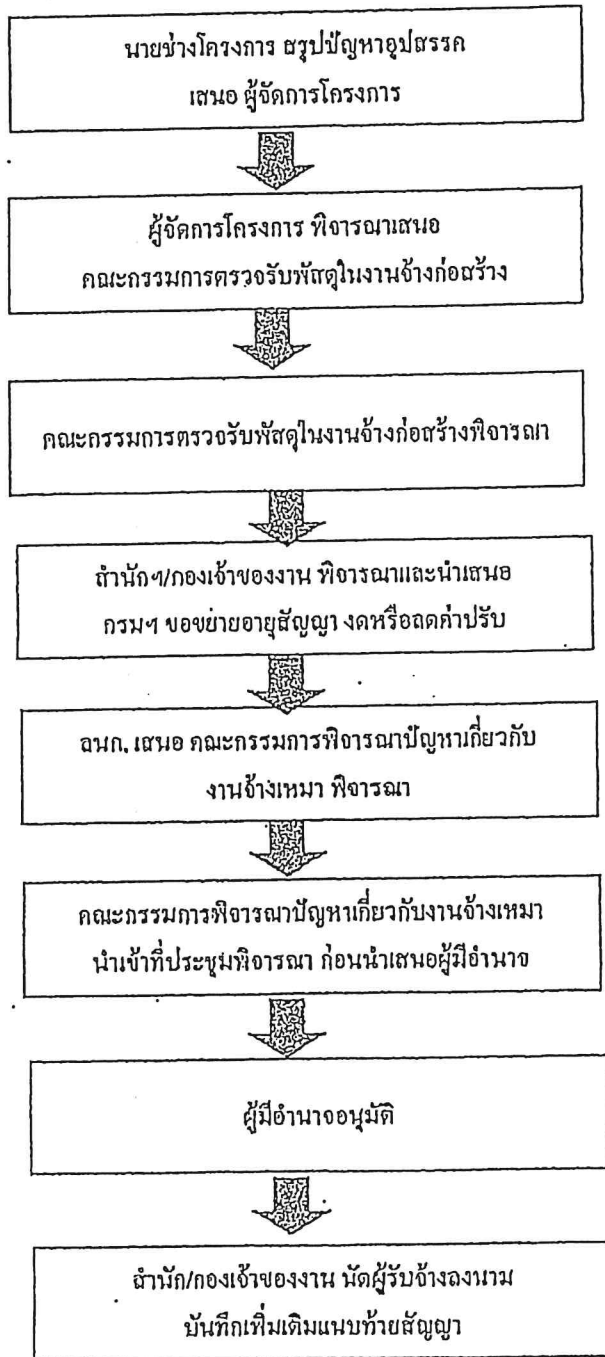 นายช่างโครงการ สรุปปัญหาอุปสรรค
เสนอ ผู้จัดการโครงการ
ผู้จัดการโครงการ พิจารณาเสนอ
คณะกรรมการตรวจรับพัสดุในงานจ้างก่อสร้าง
คณะกรรมการตรวจรับพัสดุในงานจ้างก่อสร้างพิจารณา
สำนักฯ/กองเจ้าของงาน พิจารณาและนำเสนอ
กรมฯ ขอขยายอายุสัญญา งดหรือลดค่าปรับ
ลนก. เสนอ คณะกรรมการพิจารณาปัญหาเกี่ยวกับ
งานจ้างเหมา พิจารณา
คณะกรรมการพิจารณาปัญหาเกี่ยวกับงานจ้างเหมา
นำเข้าที่ประชุมพิจารณา ก่อนนำเสนอผู้มีอำนาจ
ผู้มีอำนาจอนุมัติ
สำนัก/กองเจ้าของงาน นัดผู้รับจ้างลงนาม
บันทึกเพิ่มเติมแนบท้ายสัญญา